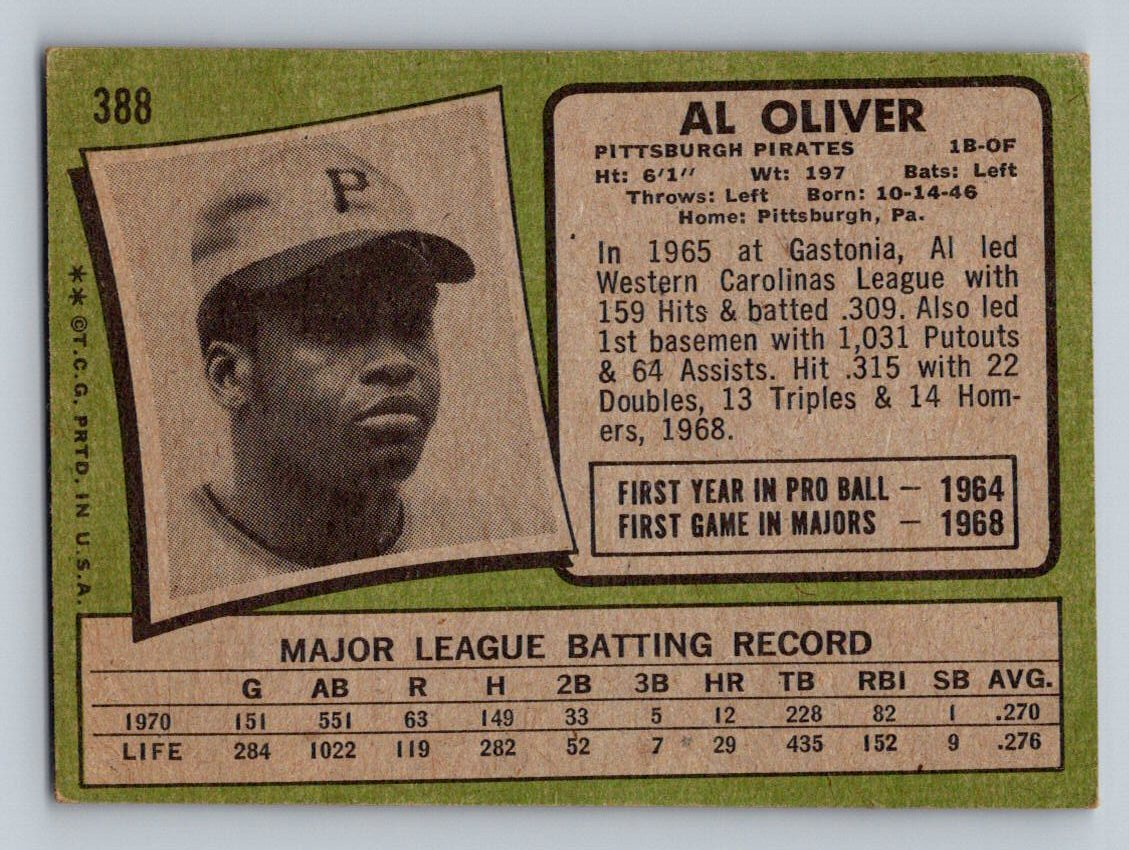 388
P
** ©T.C.G. PRTD. IN U.S.A.
AL OLIVER
PITTSBURGH PIRATES 1B-OF
Ht: 6'1" Wt: 197 Bats: Left
Throws: Left Born: 10-14-46
Home: Pittsburgh, Pa.
In 1965 at Gastonia, Al led
Western Carolinas League with
159 Hits & batted .309. Also led
1st basemen with 1,031 Putouts
& 64 Assists. Hit .315 with 22
Doubles, 13 Triples & 14 Hom-
ers, 1968.
FIRST YEAR IN PRO BALL — 1964
FIRST GAME IN MAJORS — 1968
MAJOR LEAGUE BATTING RECORD
G AB R H 2B 3B HR TB RBI SB AVG.
1970 151 551 63 149 33 5 12 228 82 1 .270
LIFE 284 1022 119 282 52 7 29 435 152 9 .276